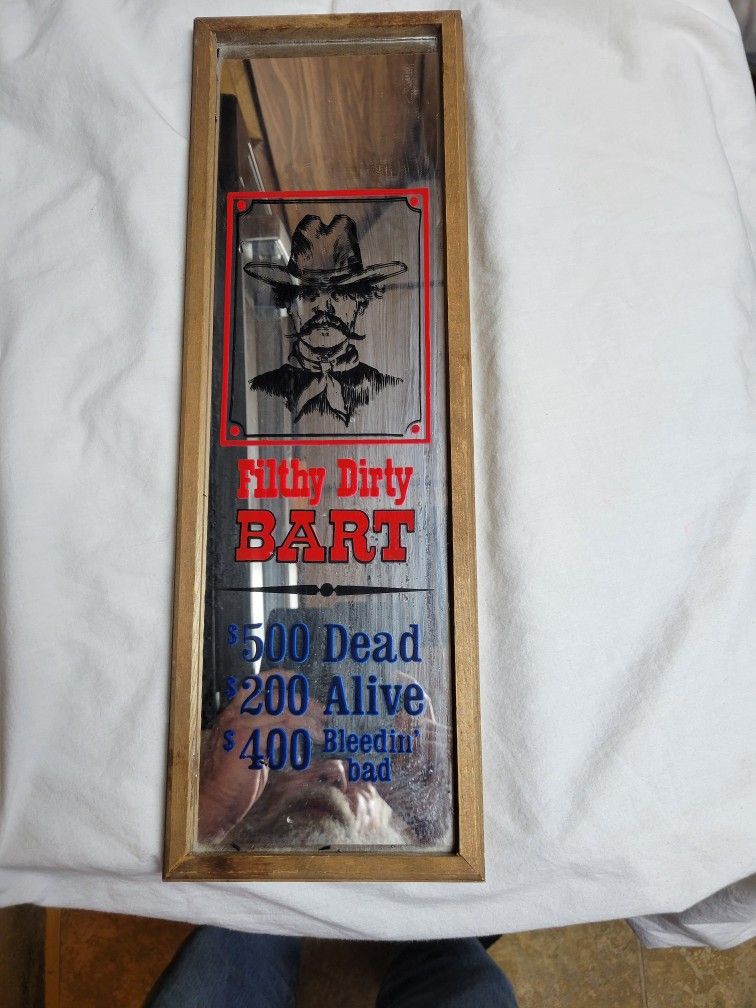 Filthy Dirty
BART
$500 Dead
$200 Alive
$400 Bleedin'
bad